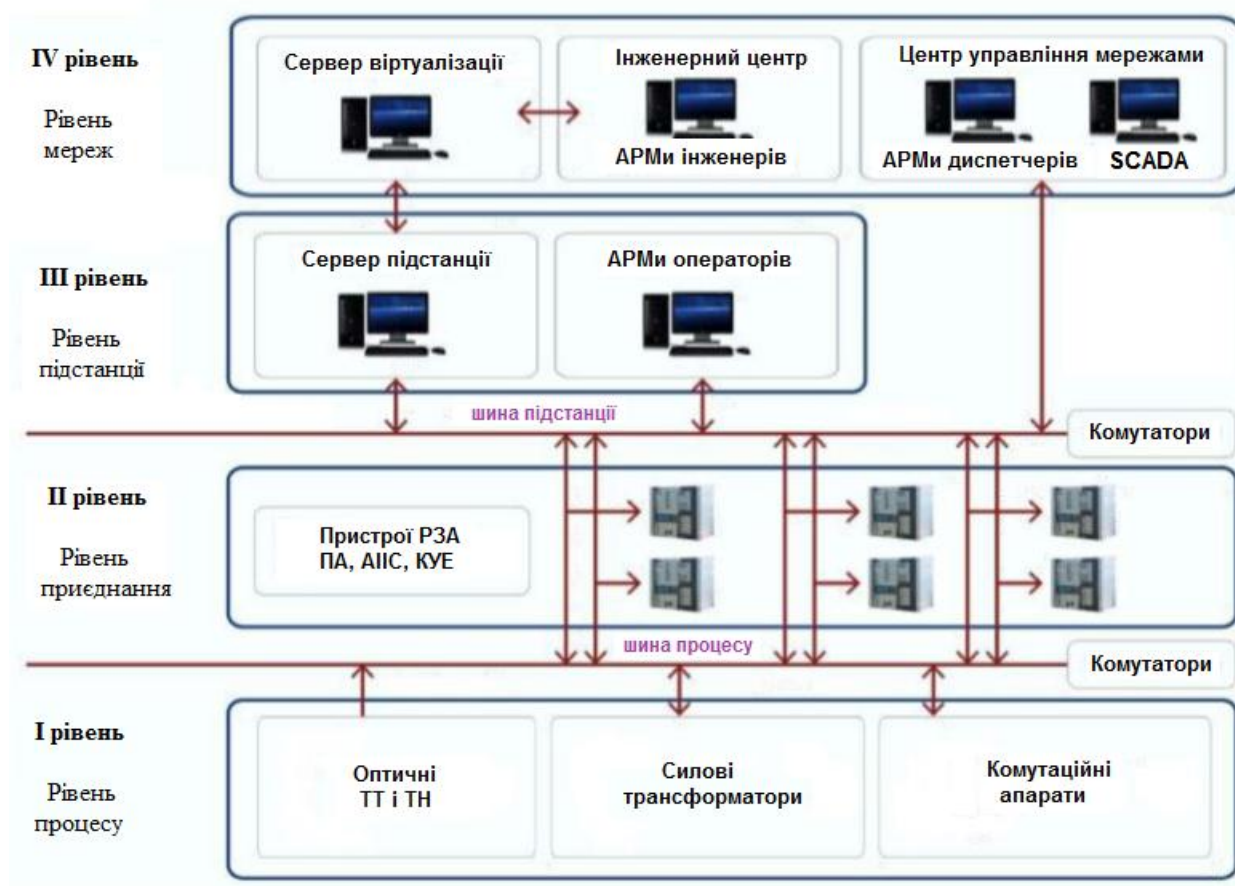 IV рівень
Рівень
мереж
Сервер віртуалізації
Інженерний центр
АРМи інженерів
Центр управління мережами
АРМи диспетчерів
SCADA
III рівень
Рівень
підстанції
Сервер підстанції
АРМи операторів
шина підстанції
Комутатори
II рівень
Рівень
приєднання
Пристрої РЗА
ПА, АІІС, КУЕ
шина процесу
Комутатори
I рівень
Рівень
процесу
Оптичні
ТТ і ТН
Силові
трансформатори
Комутаційні
апарати